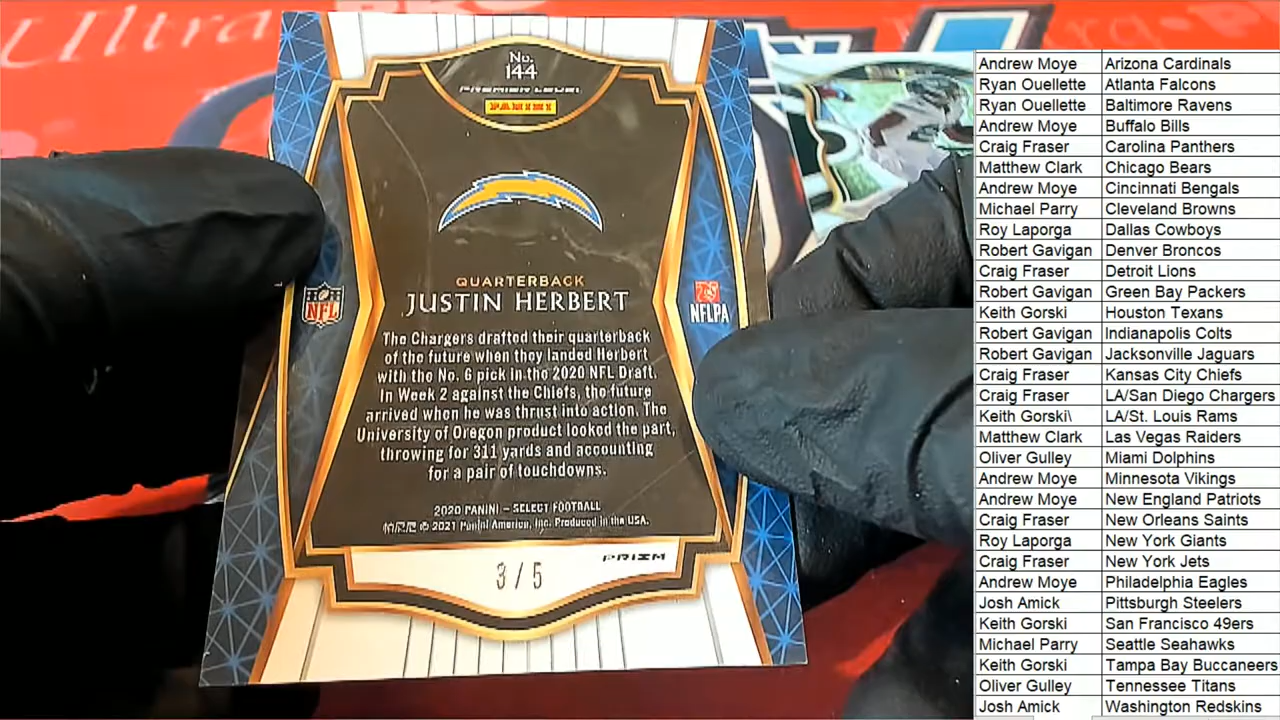 Ultra
PRO
No.
144
PREMIER LEVEL
PANINI
QUARTERBACK
JUSTIN HERBERT
NFL
NFLPA
The Chargers drafted their quarterback
of the future when they landed Herbert
with the No. 6 pick in the 2020 NFL Draft.
In Week 2 against the Chiefs, the future
arrived when he was thrust into action. The
University of Oregon product looked the part,
throwing for 311 yards and accounting
for a pair of touchdowns.
2020 PANINI – SELECT FOOTBALL
帕尼尼 © 2021 Panini America, Inc. Produced in the USA.
PRIZM
3/5
Andrew Moye Arizona Cardinals
Ryan Ouellette Atlanta Falcons
Ryan Ouellette Baltimore Ravens
Andrew Moye Buffalo Bills
Craig Fraser Carolina Panthers
Matthew Clark Chicago Bears
Andrew Moye Cincinnati Bengals
Michael Parry Cleveland Browns
Roy Laporga Dallas Cowboys
Robert Gavigan Denver Broncos
Craig Fraser Detroit Lions
Robert Gavigan Green Bay Packers
Keith Gorski Houston Texans
Robert Gavigan Indianapolis Colts
Robert Gavigan Jacksonville Jaguars
Craig Fraser Kansas City Chiefs
Craig Fraser LA/San Diego Chargers
Keith Gorski\ LA/St. Louis Rams
Matthew Clark Las Vegas Raiders
Oliver Gulley Miami Dolphins
Andrew Moye Minnesota Vikings
Andrew Moye New England Patriots
Craig Fraser New Orleans Saints
Roy Laporga New York Giants
Craig Fraser New York Jets
Andrew Moye Philadelphia Eagles
Josh Amick Pittsburgh Steelers
Keith Gorski San Francisco 49ers
Michael Parry Seattle Seahawks
Keith Gorski Tampa Bay Buccaneers
Oliver Gulley Tennessee Titans
Josh Amick Washington Redskins